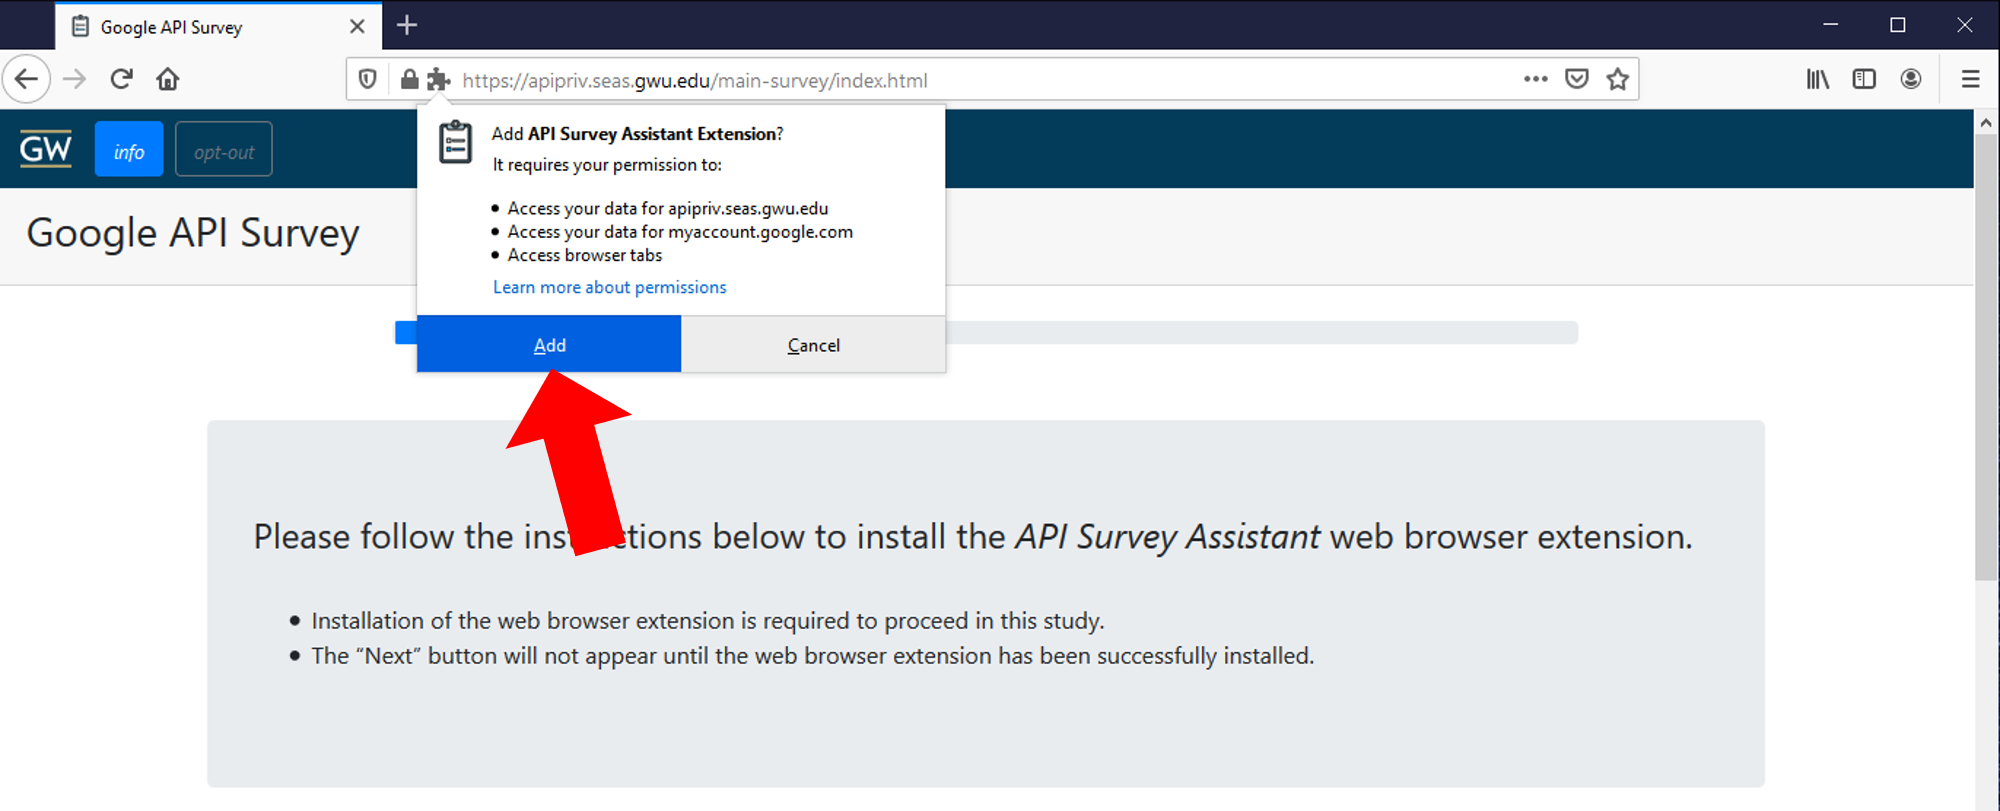 Google API Survey
https://apipriv.seas.gwu.edu/main-survey/index.html
GW info opt-out
Add API Survey Assistant Extension?
It requires your permission to:
• Access your data for apipriv.seas.gwu.edu
• Access your data for myaccount.google.com
• Access browser tabs
Learn more about permissions
Add Cancel
Google API Survey
Please follow the instructions below to install the API Survey Assistant web browser extension.
• Installation of the web browser extension is required to proceed in this study.
• The “Next” button will not appear until the web browser extension has been successfully installed.